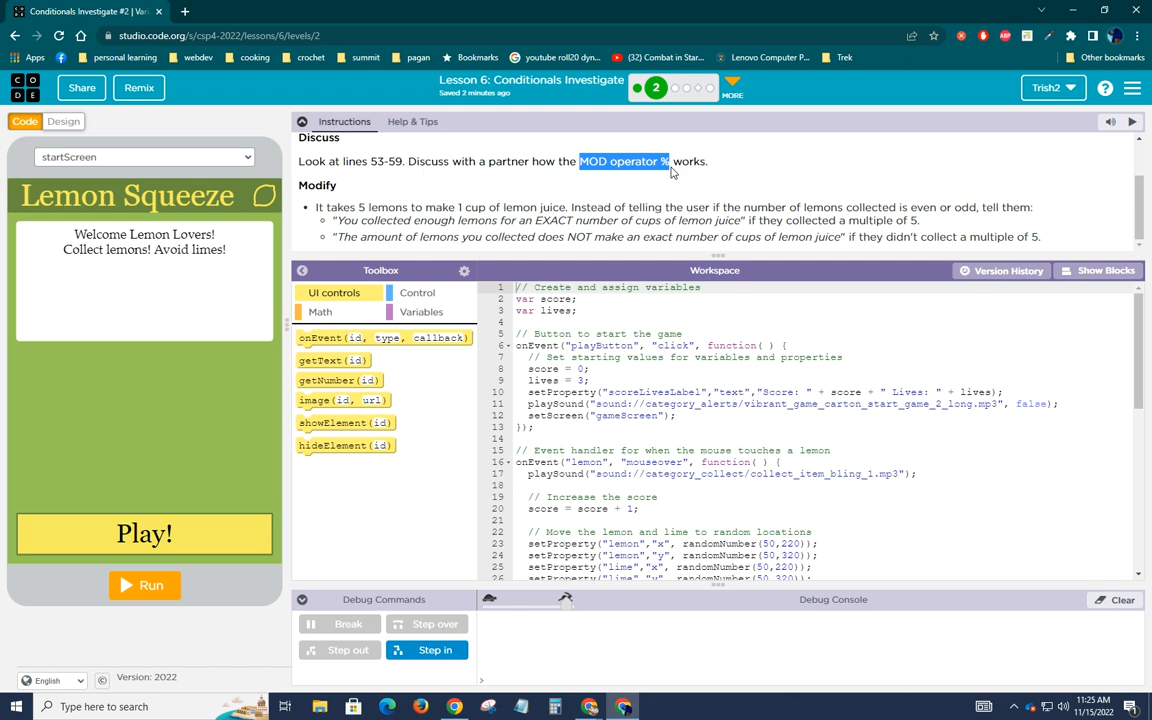 Conditionals Investigate #2 | Vari
studio.code.org/s/csp4-2022/lessons/6/levels/2
Apps
personal learning
webdev
cooking
crochet
summit
pagan
Bookmarks
youtube roll20 dyn...
(32) Combat in Star...
Lenovo Computer P...
Trek
Other bookmarks
C O
D E
Share
Remix
Lesson 6: Conditionals Investigate
Saved 2 minutes ago
2
MORE
Trish2
Code
Design
Instructions
Help & Tips
startScreen
Lemon Squeeze
Welcome Lemon Lovers!
Collect lemons! Avoid limes!
Play!
Run
Discuss
Look at lines 53-59. Discuss with a partner how the MOD operator % works.
Modify
It takes 5 lemons to make 1 cup of lemon juice. Instead of telling the user if the number of lemons collected is even or odd, tell them:
"You collected enough lemons for an EXACT number of cups of lemon juice" if they collected a multiple of 5.
"The amount of lemons you collected does NOT make an exact number of cups of lemon juice" if they didn't collect a multiple of 5.
Toolbox
Workspace
Version History
Show Blocks
UI controls
Control
Math
Variables
onEvent(id, type, callback)
getText(id)
getNumber(id)
image(id, url)
showElement(id)
hideElement(id)
1 // Create and assign variables
2 var score;
3 var lives;
4
5 // Button to start the game
6 onEvent("playButton", "click", function( ) {
7 // Set starting values for variables and properties
8 score = 0;
9 lives = 3;
10 setProperty("scoreLivesLabel","text","Score: " + score + " Lives: " + lives);
11 playSound("sound://category_alerts/vibrant_game_carton_start_game_2_long.mp3", false);
12 setScreen("gameScreen");
13 });
14
15 // Event handler for when the mouse touches a lemon
16 onEvent("lemon", "mouseover", function( ) {
17 playSound("sound://category_collect/collect_item_bling_1.mp3");
18
19 // Increase the score
20 score = score + 1;
21
22 // Move the lemon and lime to random locations
23 setProperty("lemon","x", randomNumber(50,220));
24 setProperty("lemon","y", randomNumber(50,320));
25 setProperty("lime","x", randomNumber(50,220));
26 setProperty("lime","y", randomNumber(50,320));
Debug Commands
Debug Console
Clear
Break
Step over
Step out
Step in
English
Version: 2022
Type here to search
11:25 AM
11/15/2022